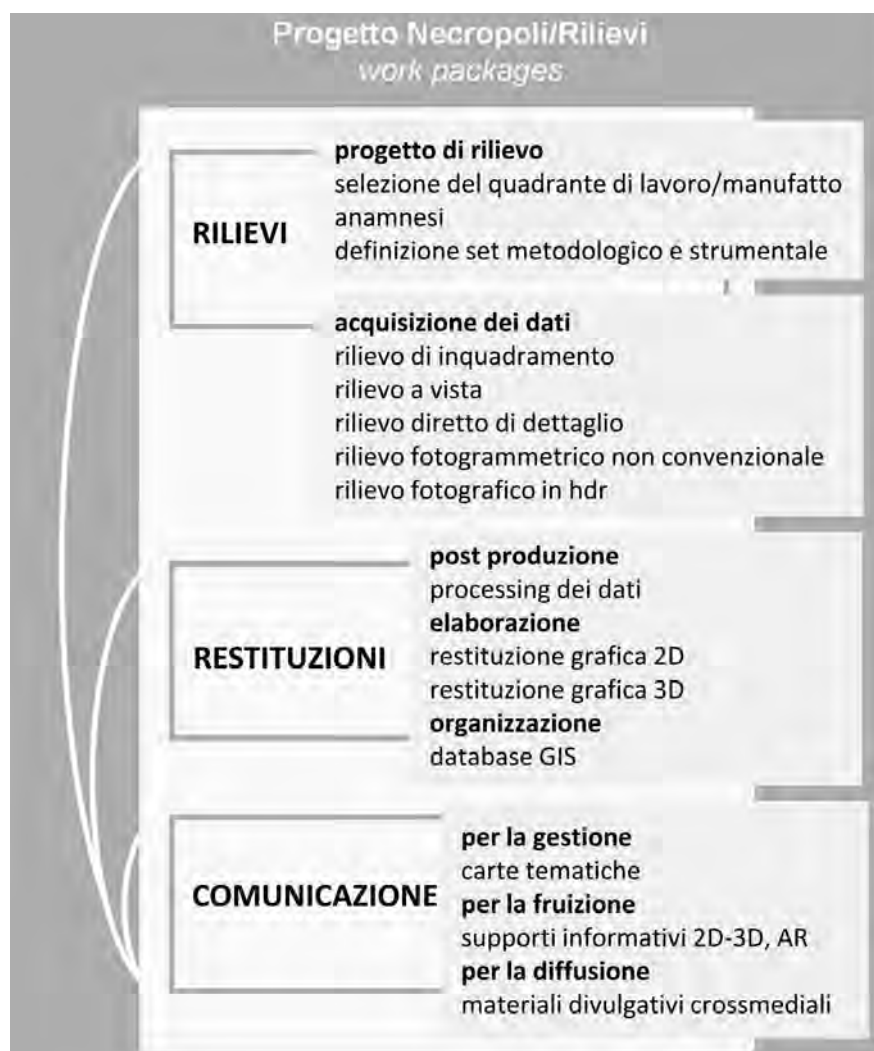 Progetto Necropoli/Rilievi
work packages
progetto di rilievo
selezione del quadrante di lavoro/manufatto
anamnesi
definizione set metodologico e strumentale
RILIEVI
acquisizione dei dati
rilievo di inquadramento
rilievo a vista
rilievo diretto di dettaglio
rilievo fotogrammetrico non convenzionale
rilievo fotografico in hdr
post produzione
processing dei dati
elaborazione
RESTITUZIONI
restituzione grafica 2D
restituzione grafica 3D
organizzazione
database GIS
per la gestione
carte tematiche
COMUNICAZIONE
per la fruizione
supporti informativi 2D-3D, AR
per la diffusione
materiali divulgativi crossmediali